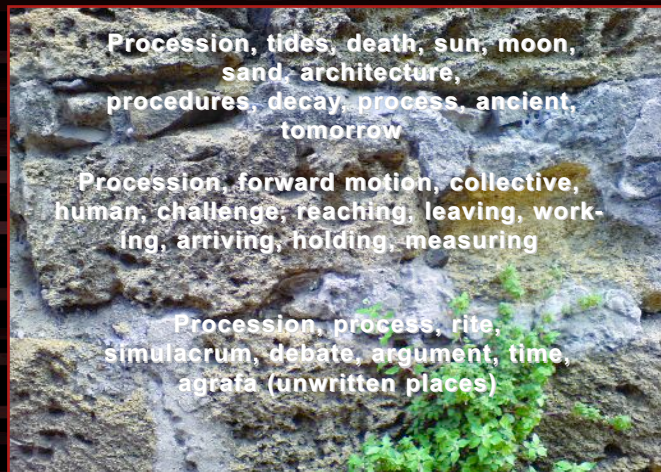 Procession, tides, death, sun, moon,
sand, architecture,
procedures, decay, process, ancient,
tomorrow
Procession, forward motion, collective,
human, challenge, reaching, leaving, work-
ing, arriving, holding, measuring
Procession, process, rite,
simulacrum, debate, argument, time,
agrafa (unwritten places)